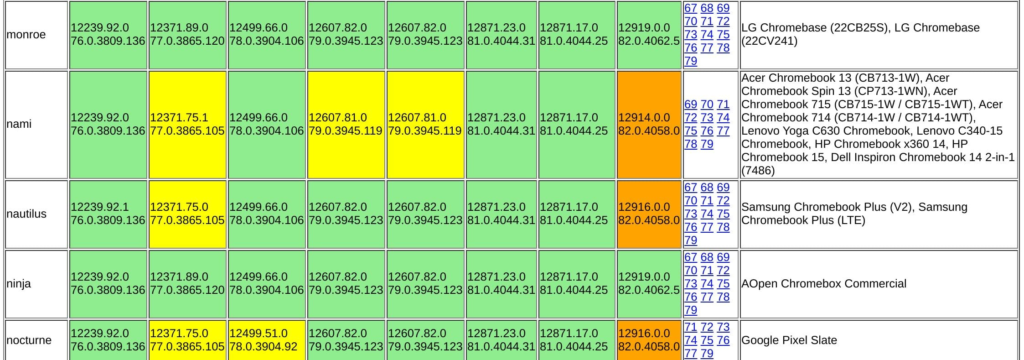 monroe
12239.92.0
76.0.3809.136
12371.89.0
77.0.3865.120
12499.66.0
78.0.3904.106
12607.82.0
79.0.3945.123
12607.82.0
79.0.3945.123
12871.23.0
81.0.4044.31
12871.17.0
81.0.4044.25
12919.0.0
82.0.4062.5
67 68 69
70 71 72
73 74 75
76 77 78
79
LG Chromebase (22CB25S), LG Chromebase
(22CV241)
nami
12239.92.0
76.0.3809.136
12371.75.1
77.0.3865.105
12499.66.0
78.0.3904.106
12607.81.0
79.0.3945.119
12607.81.0
79.0.3945.119
12871.23.0
81.0.4044.31
12871.17.0
81.0.4044.25
12914.0.0
82.0.4058.0
69 70 71
72 73 74
75 76 77
78 79
Acer Chromebook 13 (CB713-1W), Acer
Chromebook Spin 13 (CP713-1WN), Acer
Chromebook 715 (CB715-1W / CB715-1WT), Acer
Chromebook 714 (CB714-1W / CB714-1WT),
Lenovo Yoga C630 Chromebook, Lenovo C340-15
Chromebook, HP Chromebook x360 14, HP
Chromebook 15, Dell Inspiron Chromebook 14 2-in-1
(7486)
nautilus
12239.92.1
76.0.3809.136
12371.75.0
77.0.3865.105
12499.66.0
78.0.3904.106
12607.82.0
79.0.3945.123
12607.82.0
79.0.3945.123
12871.23.0
81.0.4044.31
12871.17.0
81.0.4044.25
12916.0.0
82.0.4058.0
67 68 69
70 71 72
73 74 75
76 77 78
79
Samsung Chromebook Plus (V2), Samsung
Chromebook Plus (LTE)
ninja
12239.92.0
76.0.3809.136
12371.89.0
77.0.3865.120
12499.66.0
78.0.3904.106
12607.82.0
79.0.3945.123
12607.82.0
79.0.3945.123
12871.23.0
81.0.4044.31
12871.17.0
81.0.4044.25
12919.0.0
82.0.4062.5
67 68 69
70 71 72
73 74 75
76 77 78
79
AOpen Chromebox Commercial
nocturne
12239.92.0
76.0.3809.136
12371.75.0
77.0.3865.105
12499.51.0
78.0.3904.92
12607.82.0
79.0.3945.123
12607.82.0
79.0.3945.123
12871.23.0
81.0.4044.31
12871.17.0
81.0.4044.25
12916.0.0
82.0.4058.0
71 72 73
74 75 76
77 79
Google Pixel Slate